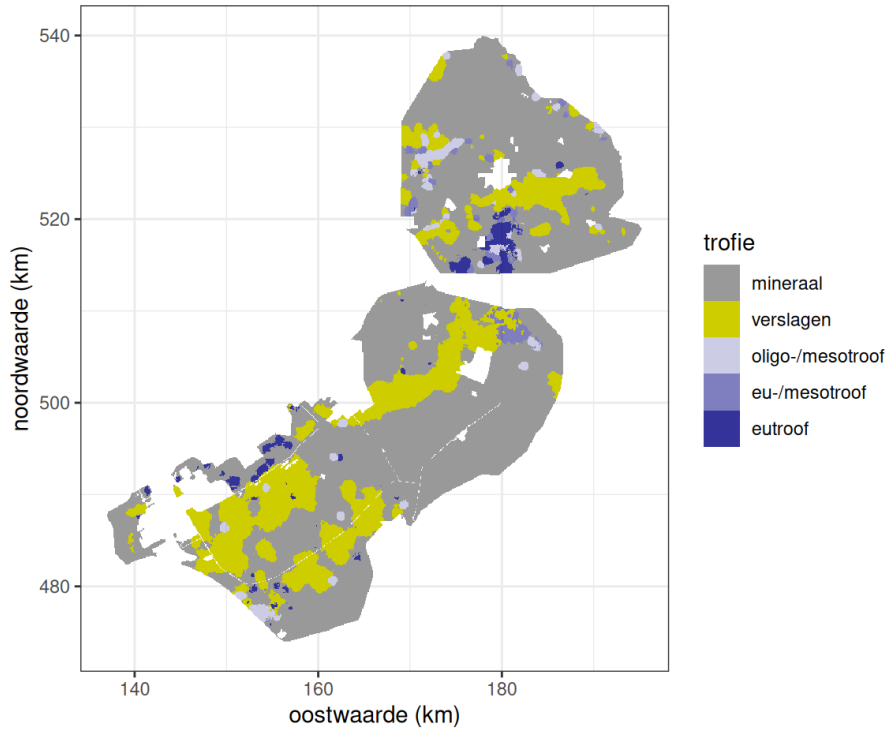 540
520
500
480
noordwaarde (km)
140
160
180
oostwaarde (km)
trofie
mineraal
verslagen
oligo-/mesotroof
eu-/mesotroof
eutroof